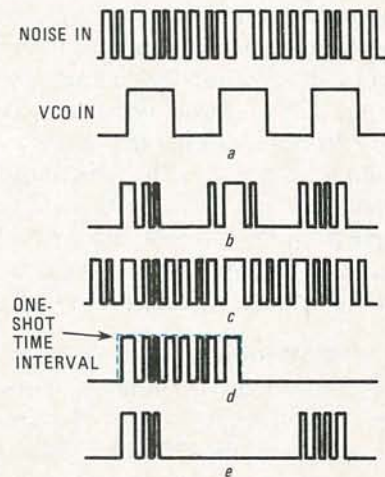 NOISE IN
VCO IN
a
b
c
ONE-
SHOT
TIME
INTERVAL
d
e